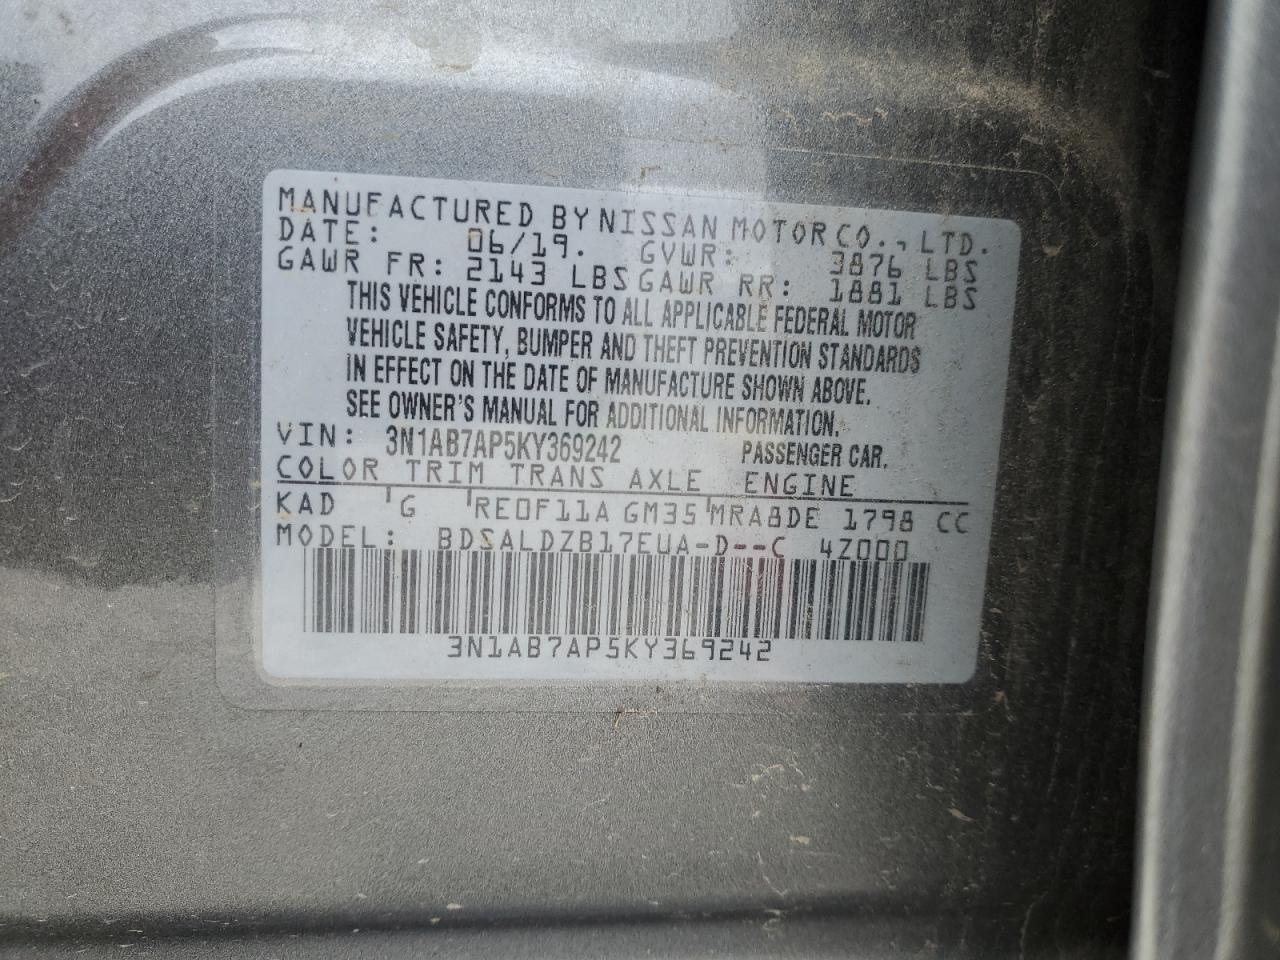 MANUFACTURED BY NISSAN MOTOR CO., LTD.
DATE: 06/19. GVWR: 3876 LBS
GAWR FR: 2143 LBS GAWR RR: 1881 LBS
THIS VEHICLE CONFORMS TO ALL APPLICABLE FEDERAL MOTOR
VEHICLE SAFETY, BUMPER AND THEFT PREVENTION STANDARDS
IN EFFECT ON THE DATE OF MANUFACTURE SHOWN ABOVE.
SEE OWNER'S MANUAL FOR ADDITIONAL INFORMATION.
VIN: 3N1AB7AP5KY369242 PASSENGER CAR.
COLOR TRIM TRANS AXLE ENGINE
KAD G RE0F11A GM35 MRA8DE 1798 CC
MODEL: BDSALDZB17EUA-D--C 4Z000
3N1AB7AP5KY369242